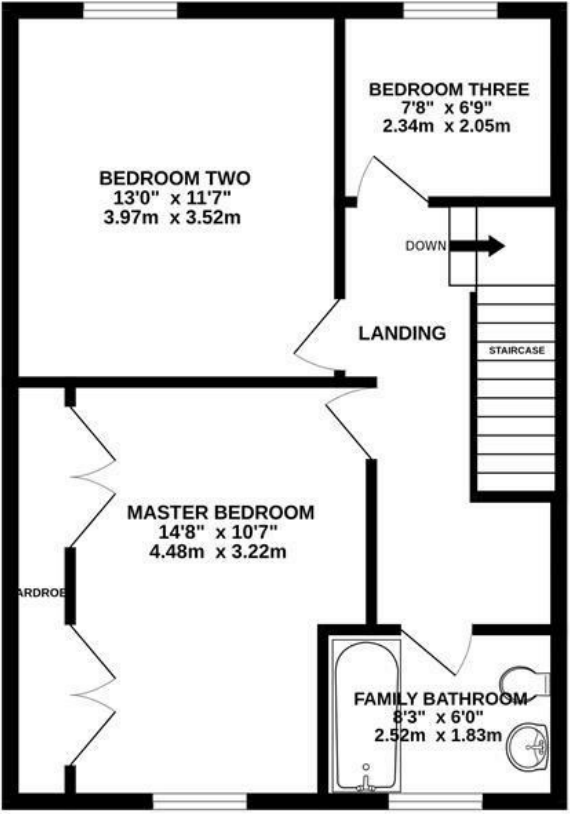 BEDROOM THREE
7'8" x 6'9"
2.34m x 2.05m
BEDROOM TWO
13'0" x 11'7"
3.97m x 3.52m
DOWN
LANDING
STAIRCASE
MASTER BEDROOM
14'8" x 10'7"
4.48m x 3.22m
ARDROE
FAMILY BATHROOM
8'3" x 6'0"
2.52m x 1.83m